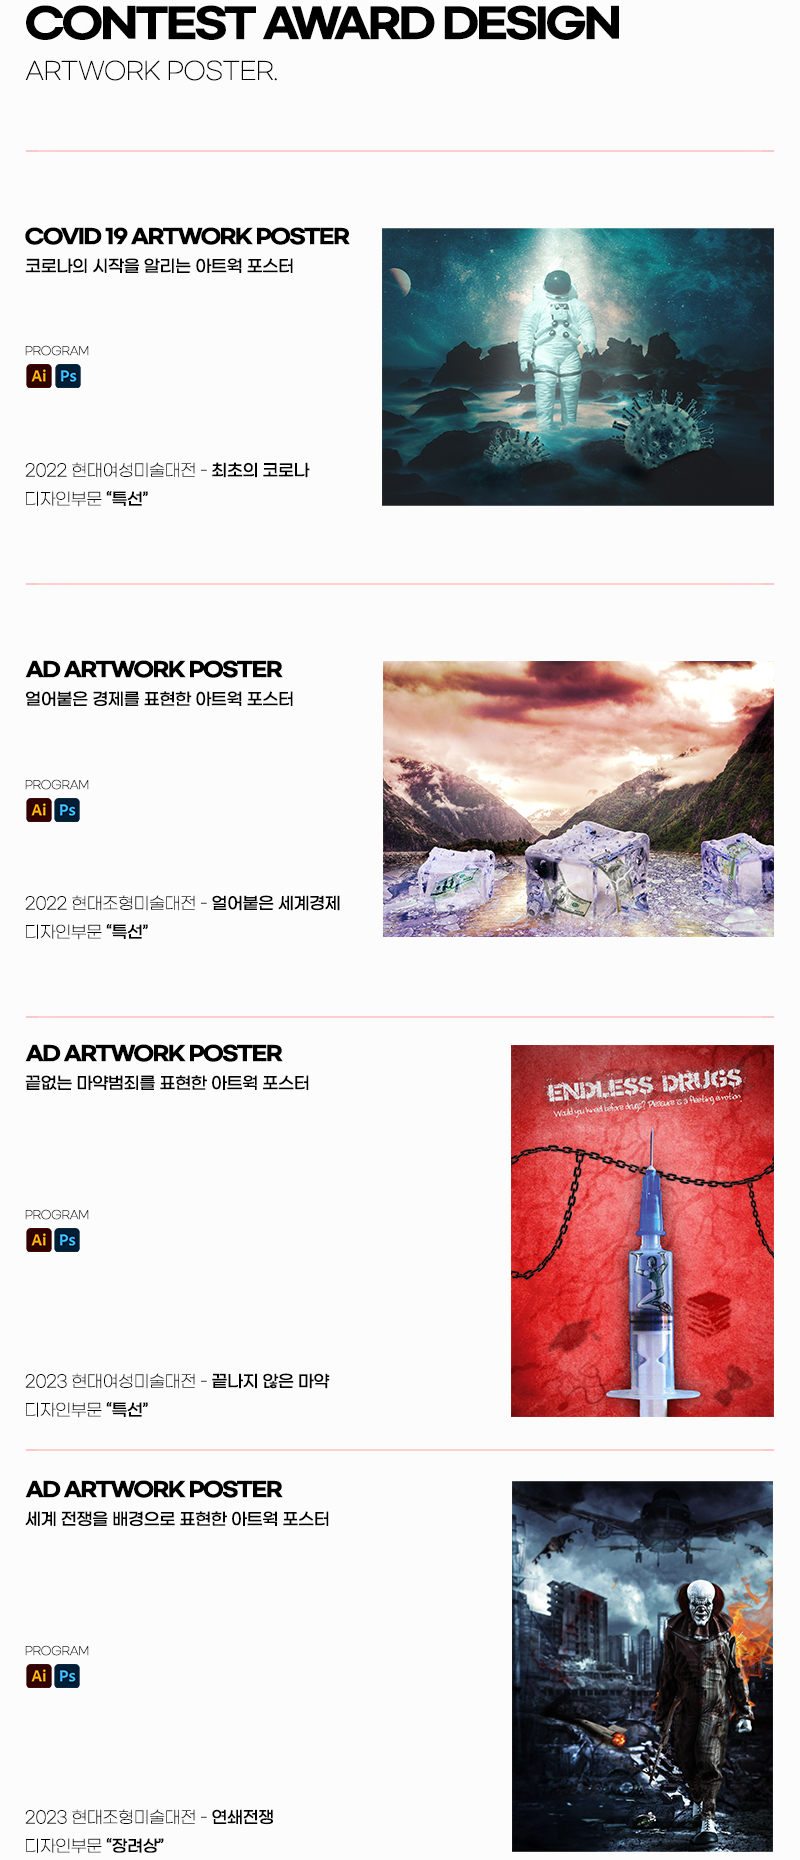 CONTEST AWARD DESIGN
ARTWORK POSTER.
COVID 19 ARTWORK POSTER
코로나의 시작을 알리는 아트웍 포스터
PROGRAM
Ai Ps
2022 현대여성미술대전 - 최초의 코로나
디자인부문 “특선”
AD ARTWORK POSTER
얼어붙은 경제를 표현한 아트웍 포스터
PROGRAM
Ai Ps
2022 현대조형미술대전 - 얼어붙은 세계경제
디자인부문 “특선”
AD ARTWORK POSTER
끝없는 마약범죄를 표현한 아트웍 포스터
ENDLESS DRUGS
Would you kneel before drugs? Pleasure is a fleeting emotion
PROGRAM
Ai Ps
2023 현대여성미술대전 - 끝나지 않은 마약
디자인부문 “특선”
AD ARTWORK POSTER
세계 전쟁을 배경으로 표현한 아트웍 포스터
PROGRAM
Ai Ps
2023 현대조형미술대전 - 연쇄전쟁
디자인부문 “장려상”